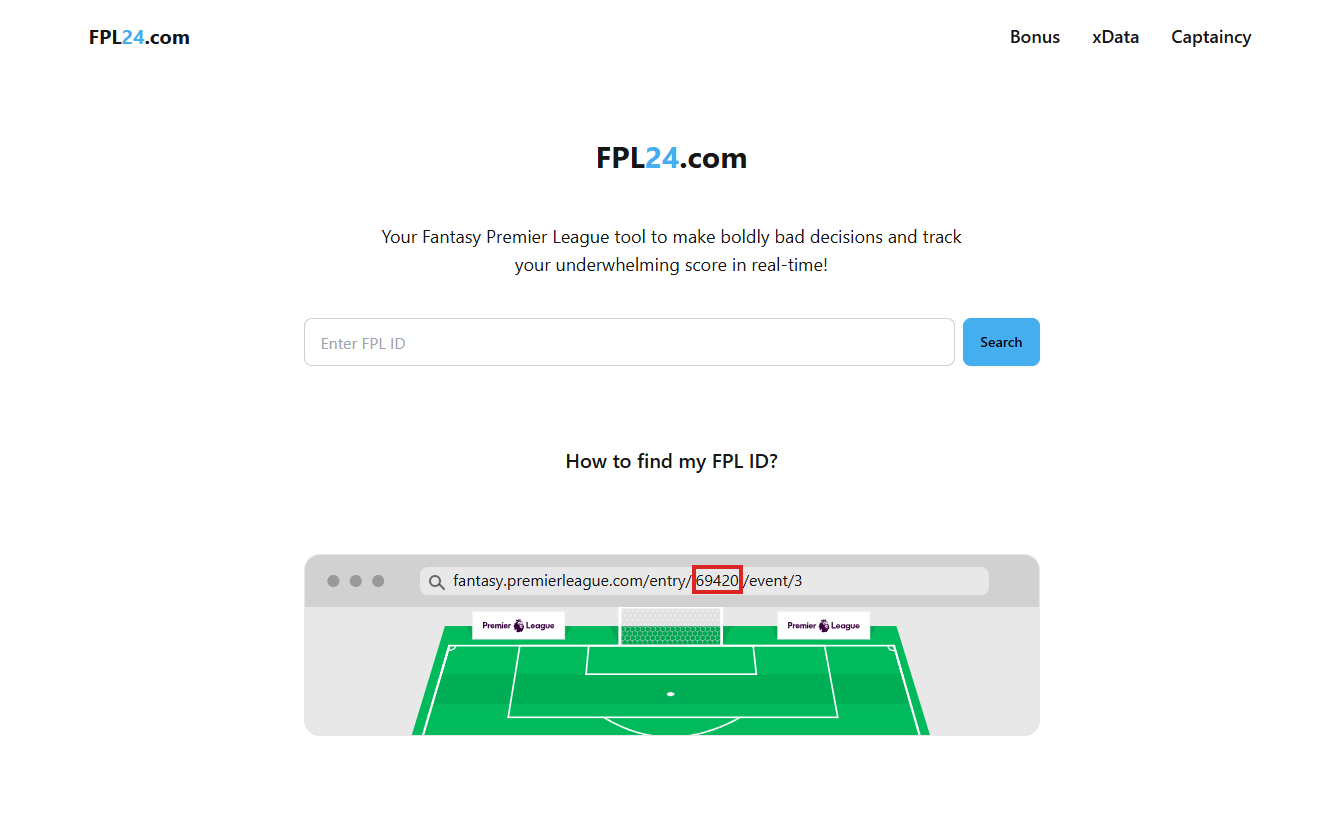 FPL24.com
Bonus xData Captaincy
FPL24.com
Your Fantasy Premier League tool to make boldly bad decisions and track
your underwhelming score in real-time!
Enter FPL ID
Search
How to find my FPL ID?
fantasy.premierleague.com/entry/69420/event/3
Premier League
Premier League